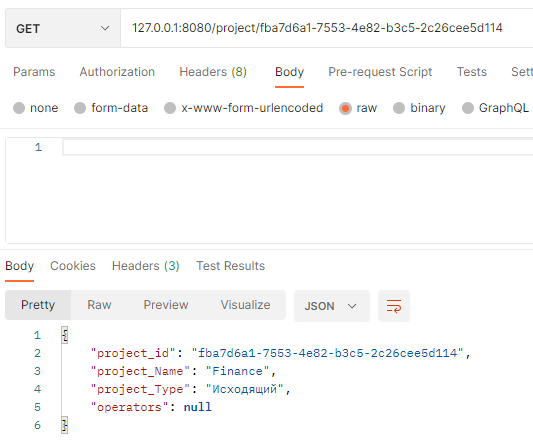 GET 127.0.0.1:8080/project/fba7d6a1-7553-4e82-b3c5-2c26cee5d114
Params Authorization Headers (8) Body Pre-request Script Tests Sett
none form-data x-www-form-urlencoded raw binary GraphQL
1
Body Cookies Headers (3) Test Results
Pretty Raw Preview Visualize JSON
1 {
2 "project_id": "fba7d6a1-7553-4e82-b3c5-2c26cee5d114",
3 "project_Name": "Finance",
4 "project_Type": "Исходящий",
5 "operators": null
6 }